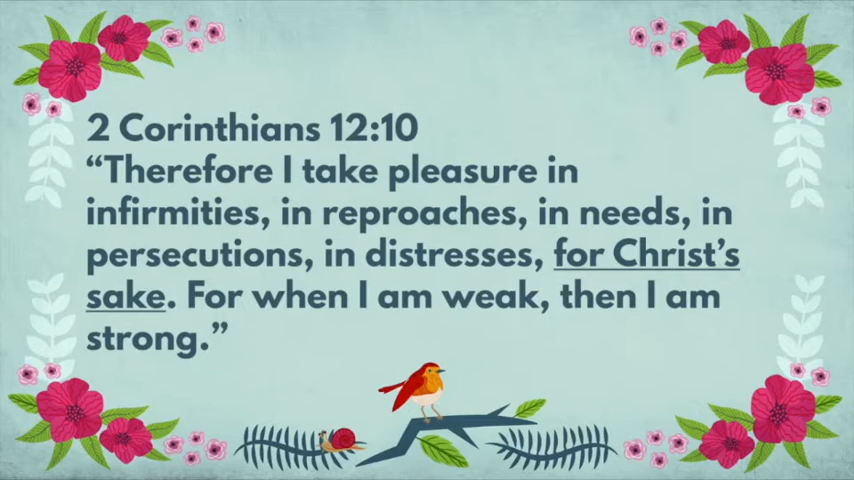 2 Corinthians 12:10
“Therefore I take pleasure in
infirmities, in reproaches, in needs, in
persecutions, in distresses, for Christ’s
sake. For when I am weak, then I am
strong.”